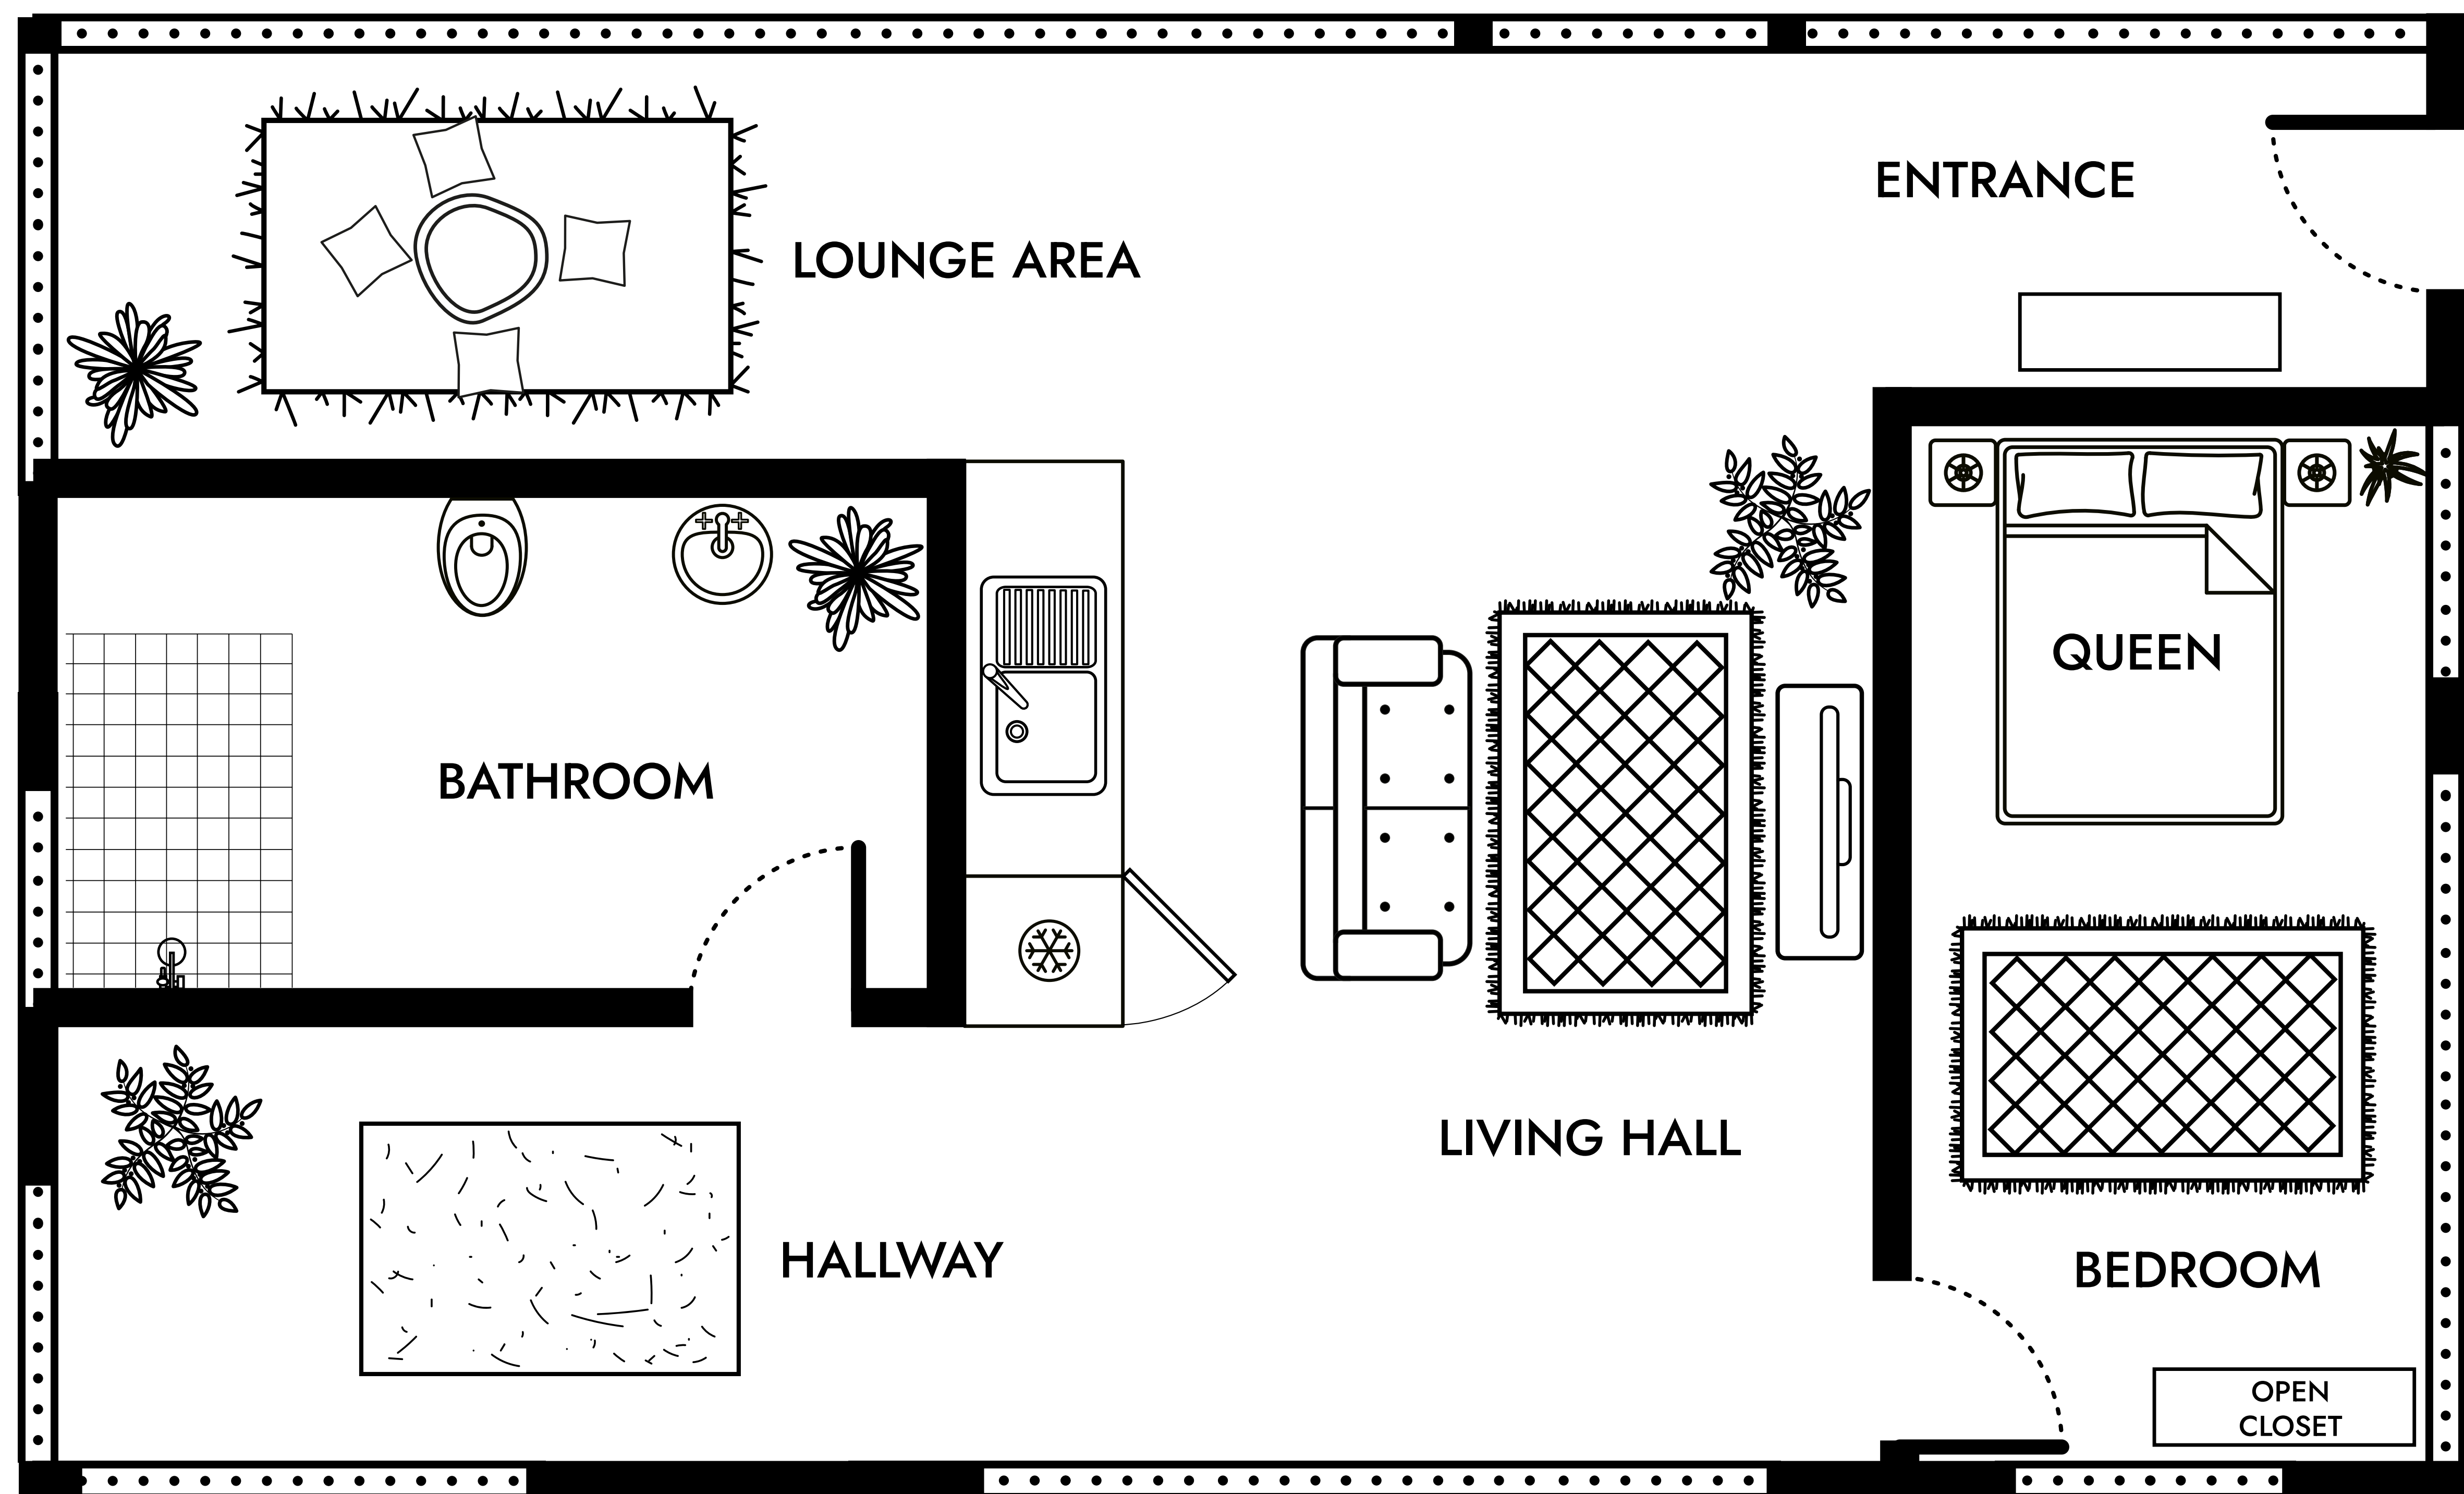 ENTRANCE
LOUNGE AREA
QUEEN
BATHROOM
LIVING HALL
HALLWAY
BEDROOM
OPEN
CLOSET